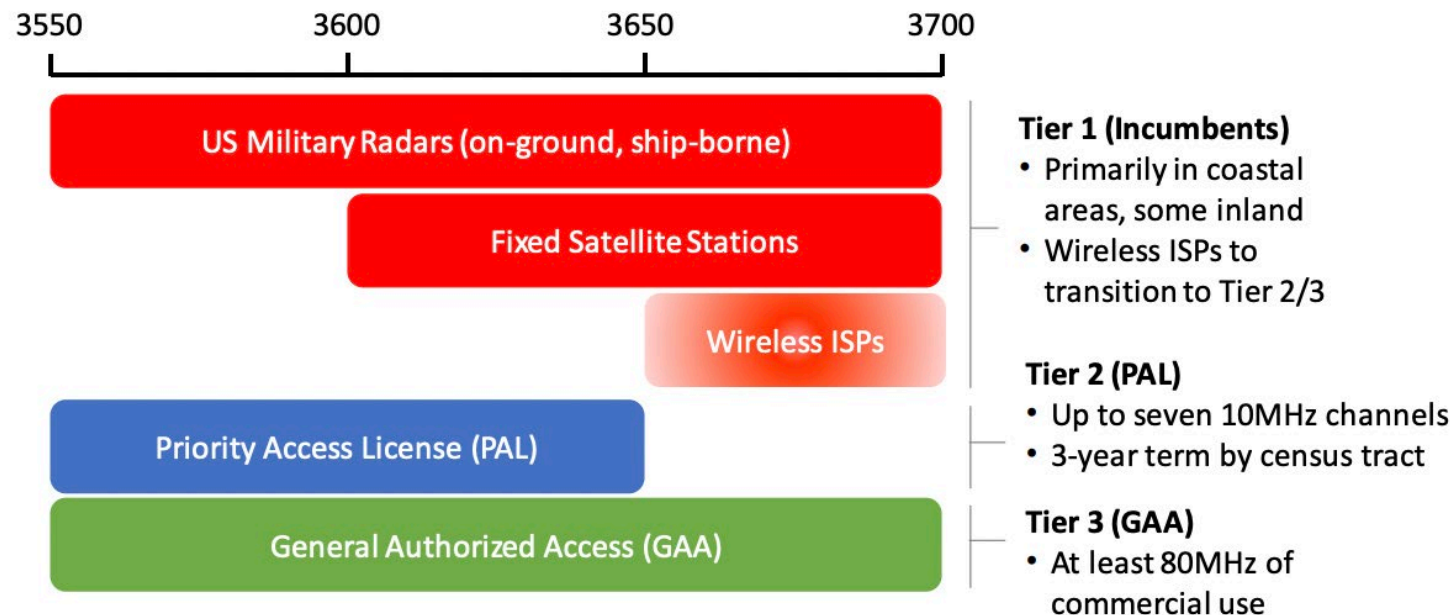 3550 3600 3650 3700
US Military Radars (on-ground, ship-borne)
Fixed Satellite Stations
Wireless ISPs
Priority Access License (PAL)
General Authorized Access (GAA)
Tier 1 (Incumbents)
• Primarily in coastal
areas, some inland
• Wireless ISPs to
transition to Tier 2/3
Tier 2 (PAL)
• Up to seven 10MHz channels
• 3-year term by census tract
Tier 3 (GAA)
• At least 80MHz of
commercial use